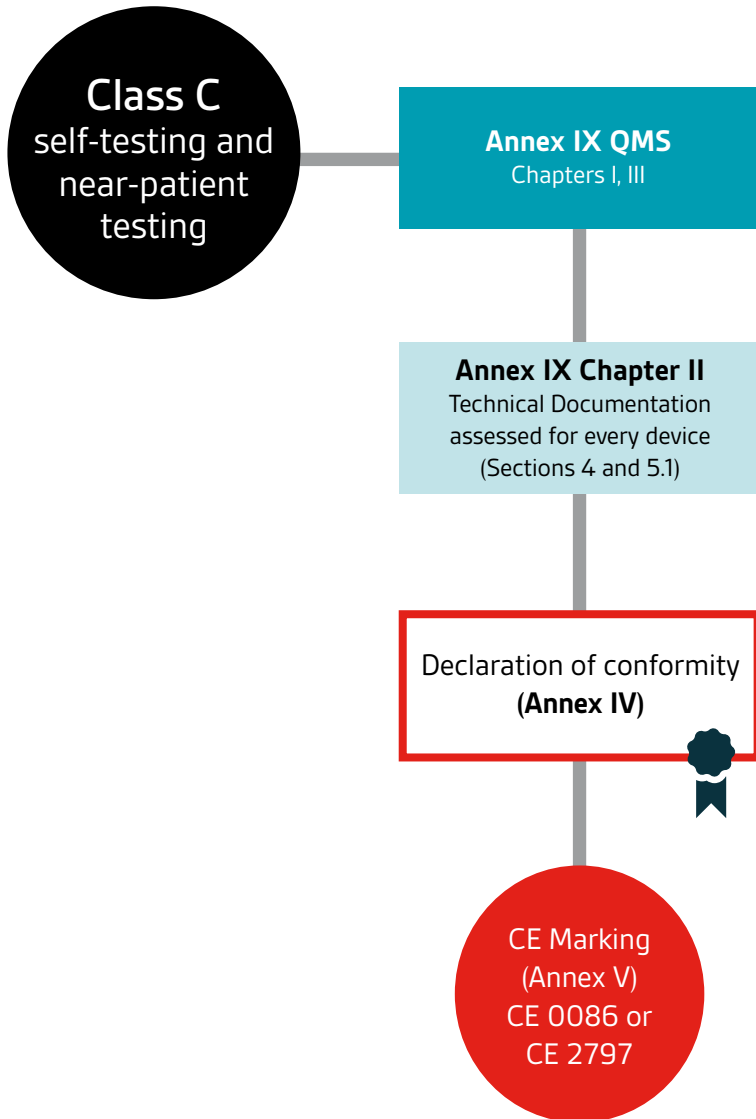 Class C
self-testing and
near-patient
testing
Annex IX QMS
Chapters I, III
Annex IX Chapter II
Technical Documentation
assessed for every device
(Sections 4 and 5.1)
Declaration of conformity
(Annex IV)
CE Marking
(Annex V)
CE 0086 or
CE 2797